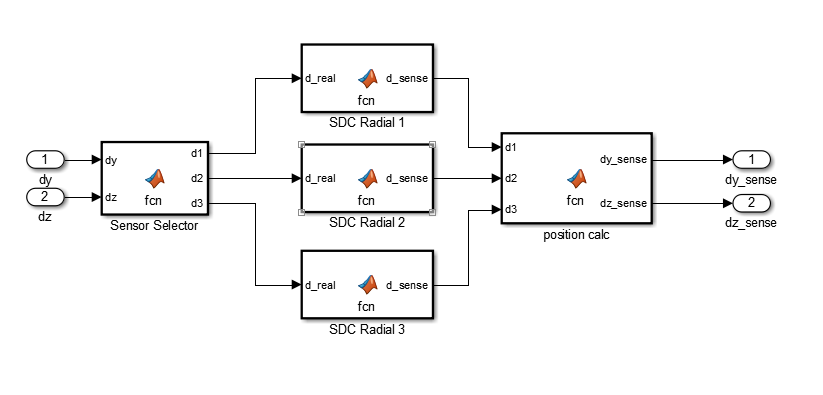 d_real d_sense
fcn
SDC Radial 1
1
dy
2
dz
dy
dz
d1
d2
d3
fcn
Sensor Selector
d_real d_sense
fcn
SDC Radial 2
d_real d_sense
fcn
SDC Radial 3
d1
d2
d3
dy_sense
dz_sense
fcn
position calc
1
dy_sense
2
dz_sense